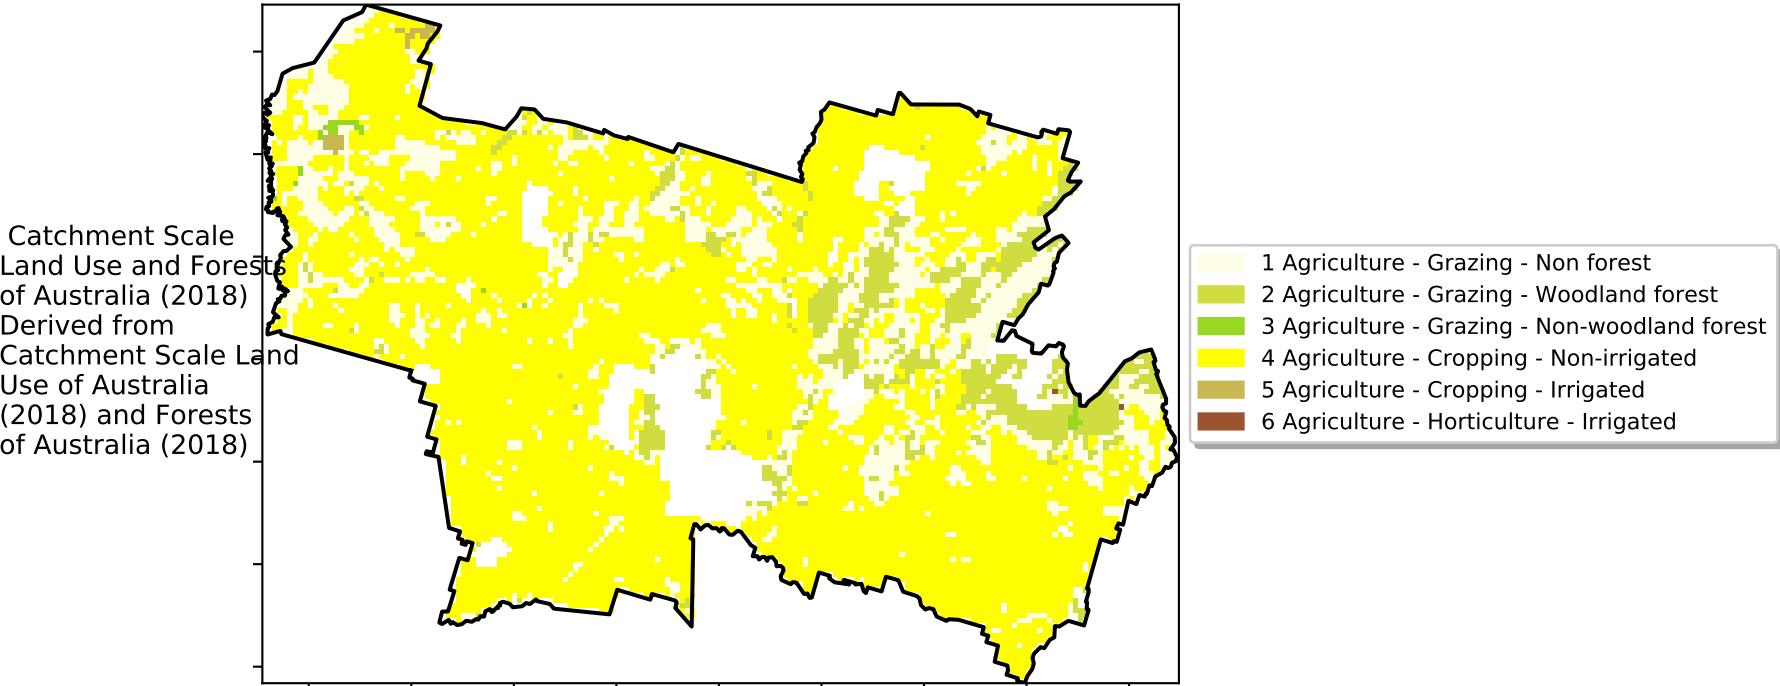 Catchment Scale
Land Use and Forests
of Australia (2018)
Derived from
Catchment Scale Land
Use of Australia
(2018) and Forests
of Australia (2018)
1 Agriculture - Grazing - Non forest
2 Agriculture - Grazing - Woodland forest
3 Agriculture - Grazing - Non-woodland forest
4 Agriculture - Cropping - Non-irrigated
5 Agriculture - Cropping - Irrigated
6 Agriculture - Horticulture - Irrigated